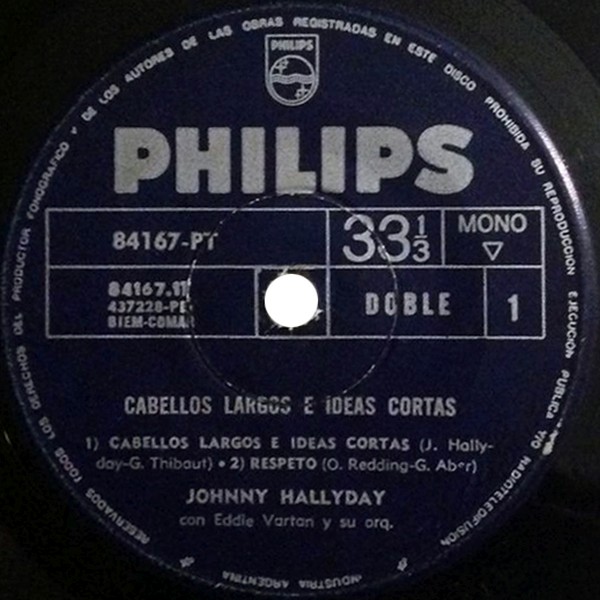 RESERVADOS TODOS LOS DERECHOS DEL PRODUCTOR FONOGRAFICO Y DE LOS AUTORES DE LAS OBRAS REGISTRADAS EN ESTE DISCO PROHIBIDA SU REPRODUCCION EJECUCION PUBLICA Y/O RADIOTELEDIFUSION
PHILIPS
PHILIPS
84167-PT
33 1/3
MONO
84167.1
437228-PE
BIEM-COMAR
DOBLE
1
CABELLOS LARGOS E IDEAS CORTAS
1) CABELLOS LARGOS E IDEAS CORTAS (J. Hally-
day-G. Thibaut) • 2) RESPETO (O. Redding-G. Aber)
JOHNNY HALLYDAY
con Eddie Vartan y su orq.
INDUSTRIA ARGENTINA